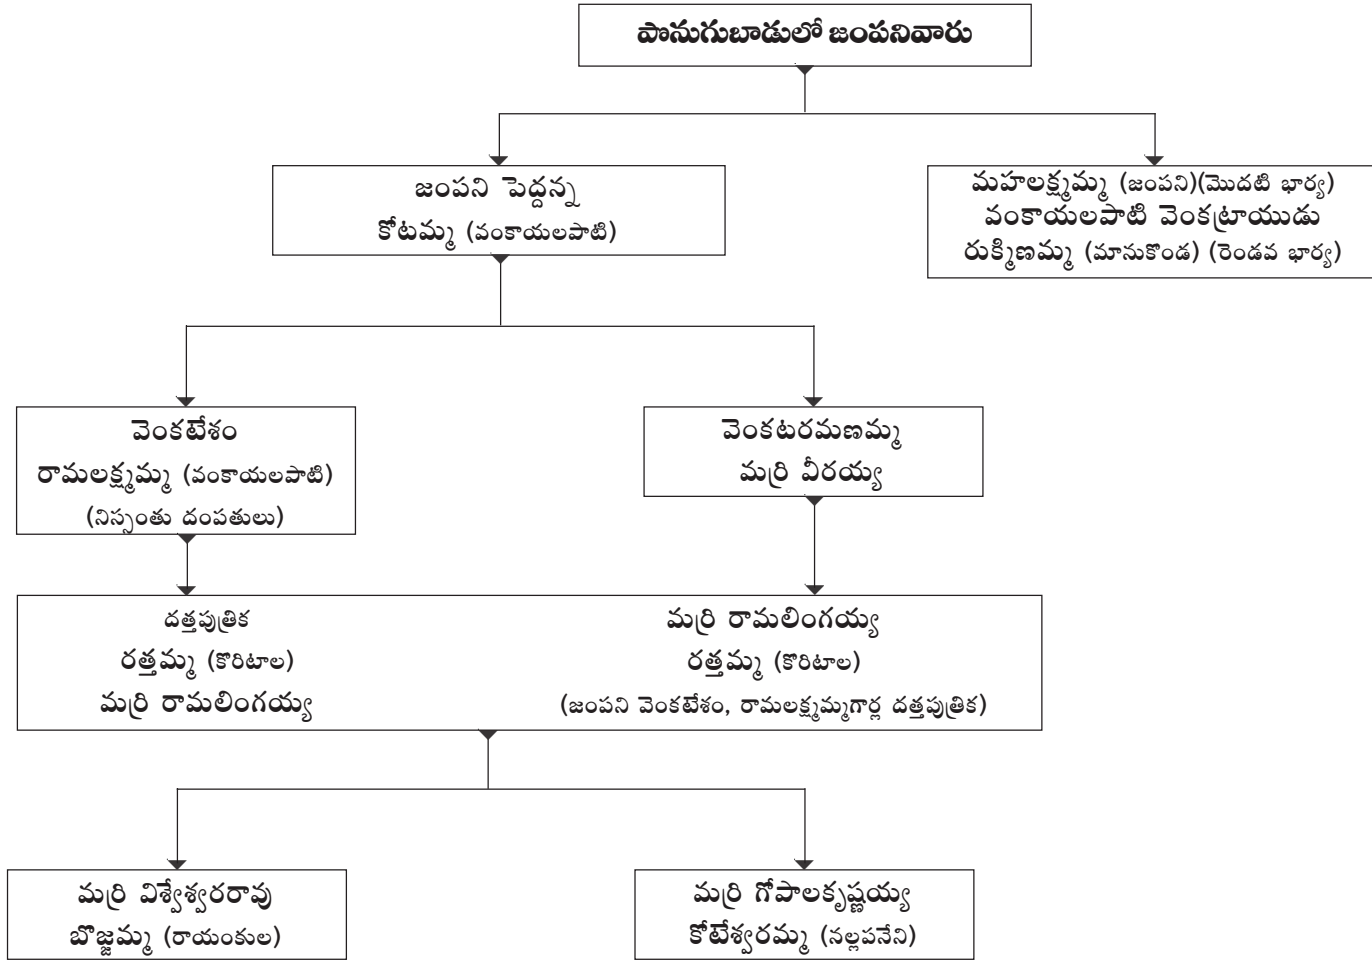 పొనుగుబాడులో జంపనివారు
జంపని పెద్దన్న
కోటమ్మ (వంకాయలపాటి)
మహలక్ష్మమ్మ (జంపని)(మొదటి భార్య)
వంకాయలపాటి వెంకట్రాయుడు
రుక్మిణమ్మ (మానుకొండ) (రెండవ భార్య)
వెంకటేశం
రామలక్ష్మమ్మ (వంకాయలపాటి)
(నిస్సంతు దంపతులు)
వెంకటరమణమ్మ
మర్రి వీరయ్య
దత్తపుత్రిక
రత్తమ్మ (కొరిటాల)
మర్రి రామలింగయ్య
మర్రి రామలింగయ్య
రత్తమ్మ (కొరిటాల)
(జంపని వెంకటేశం, రామలక్ష్మమ్మగార్ల దత్తపుత్రిక)
మర్రి విశ్వేశ్వరరావు
బొజ్జమ్మ (రాయంకుల)
మర్రి గోపాలకృష్ణయ్య
కోటేశ్వరమ్మ (నల్లపనేని)